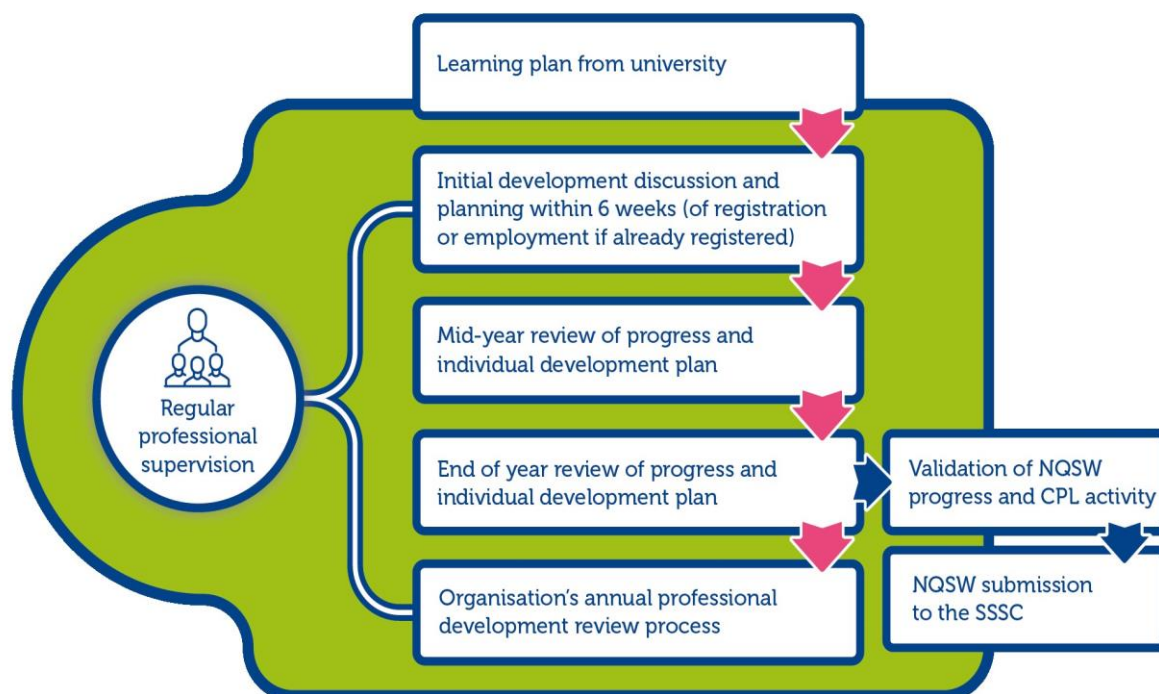 Learning plan from university
Initial development discussion and
planning within 6 weeks (of registration
or employment if already registered)
Mid-year review of progress and
individual development plan
Regular
professional
supervision
End of year review of progress and
individual development plan
Validation of NQSW
progress and CPL activity
Organisation's annual professional
development review process
NQSW submission
to the SSSC